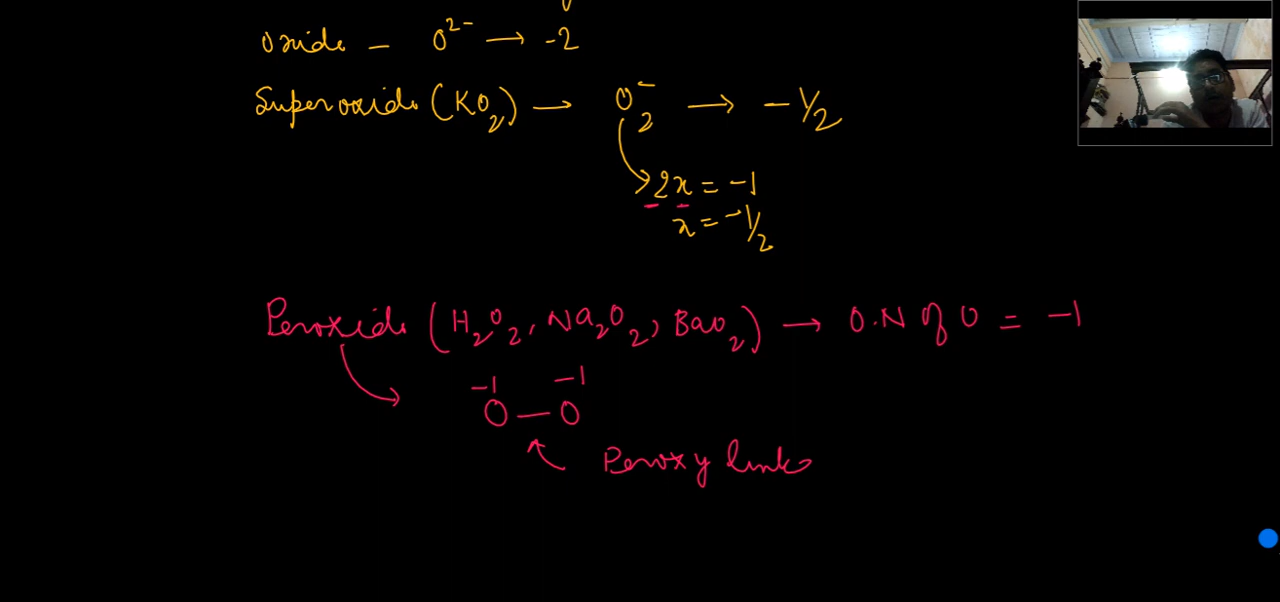 Oxide – O²⁻ → -2
Superoxide (KO₂) → O₂⁻ → -1/2
2x = -1
x = -1/2
Peroxide (H₂O₂, Na₂O₂, BaO₂) → O.N of O = -1
-1 -1
O – O
Peroxy link